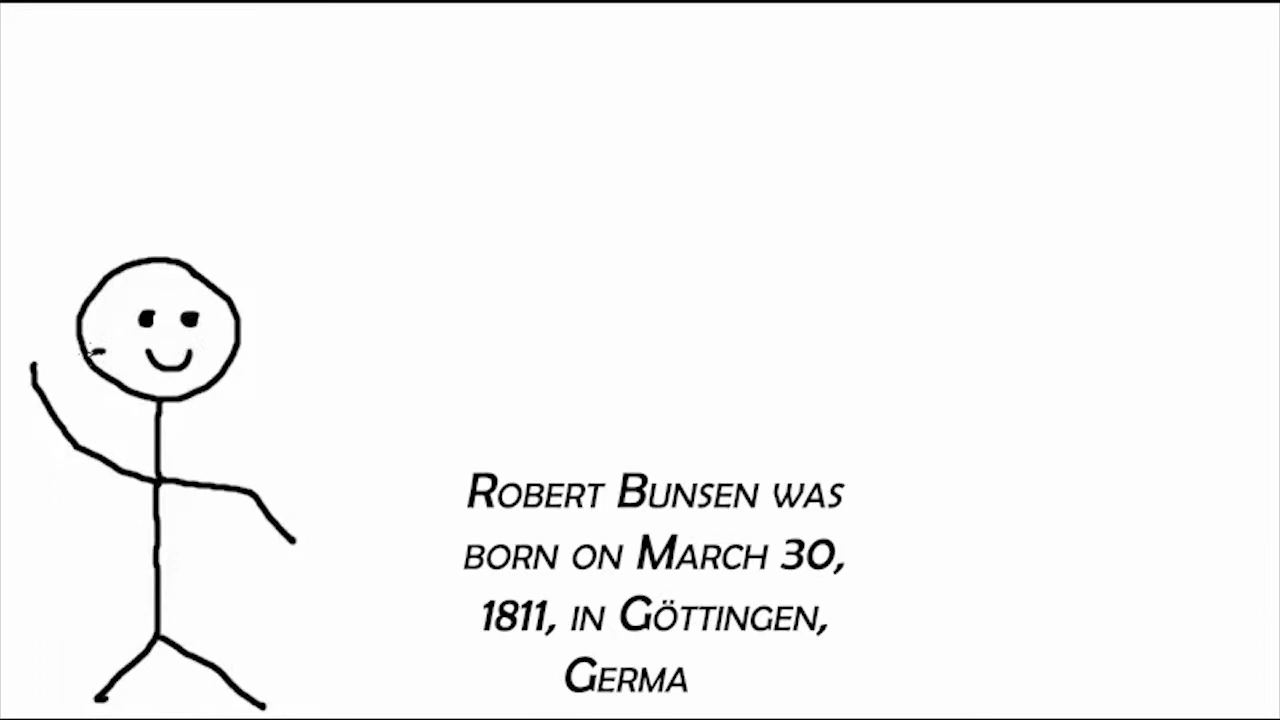 Robert Bunsen was
born on March 30,
1811, in Göttingen,
Germa